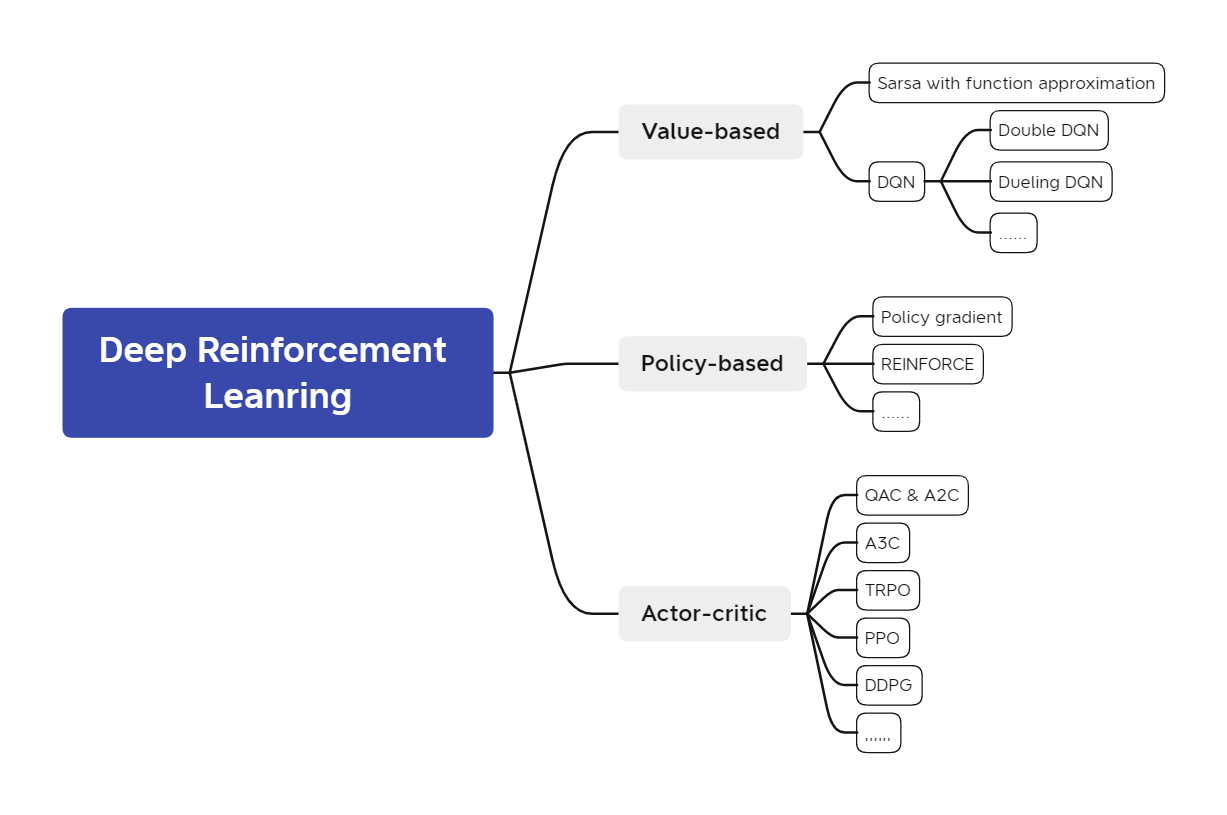 Deep Reinforcement
Leanring
Value-based
Sarsa with function approximation
DQN
Double DQN
Dueling DQN
......
Policy-based
Policy gradient
REINFORCE
......
Actor-critic
QAC & A2C
A3C
TRPO
PPO
DDPG
,,,,,,